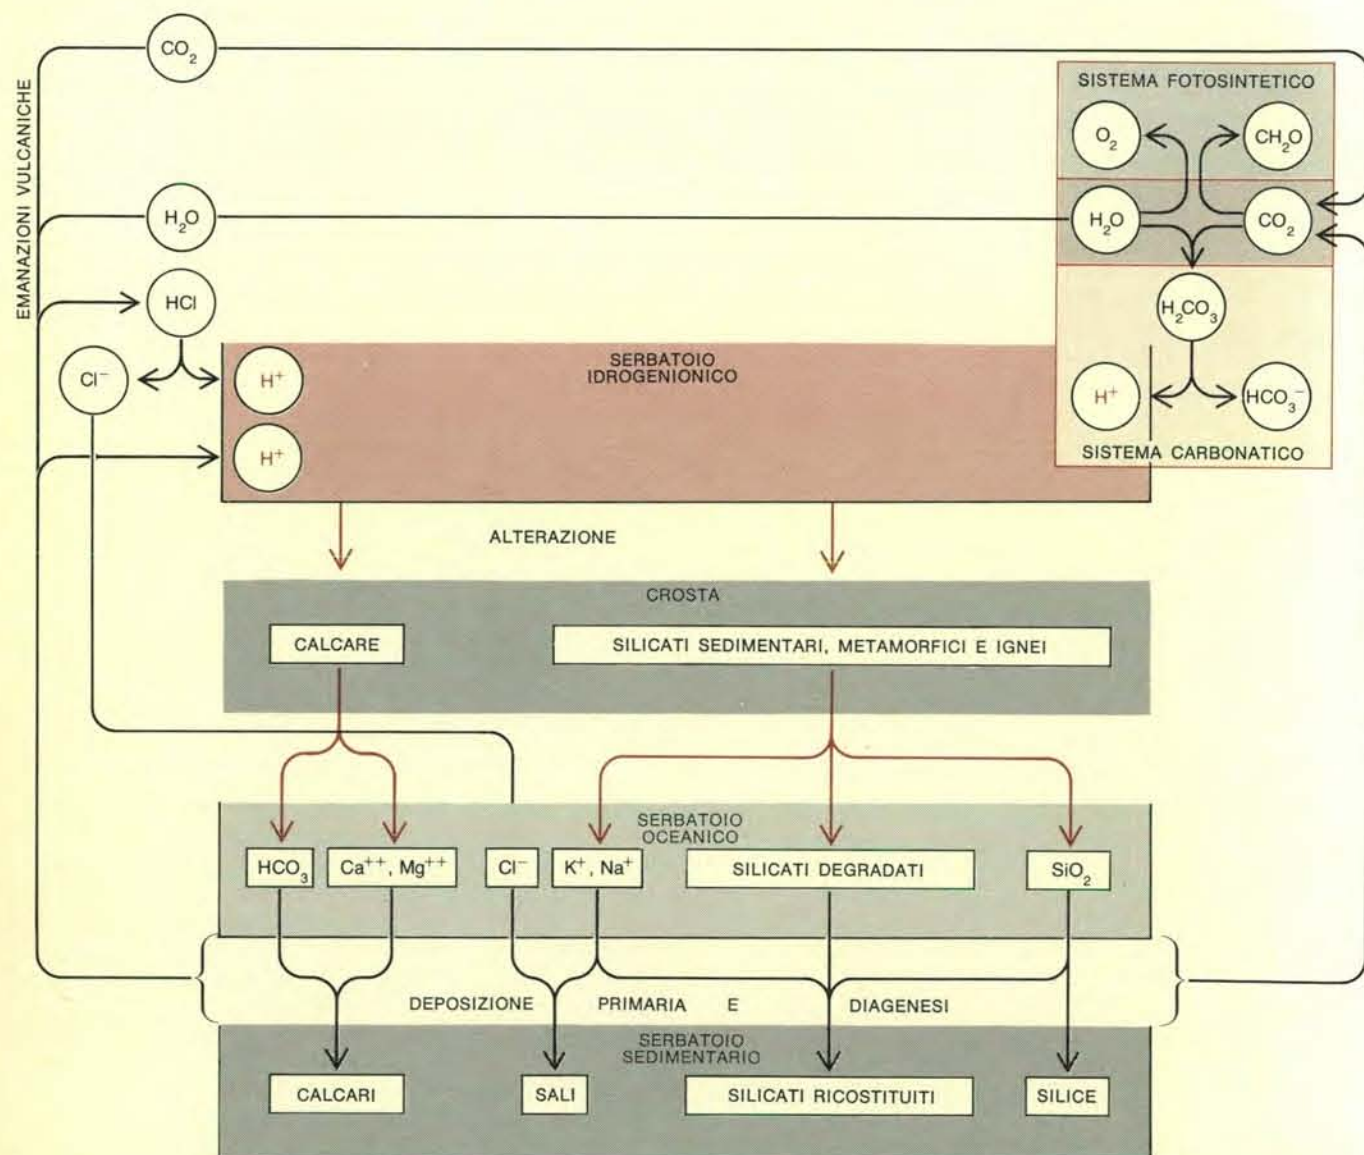 EMANAZIONI VULCANICHE
CO₂
SISTEMA FOTOSINTETICO
O₂
CH₂O
H₂O
H₂O
CO₂
HCl
H₂CO₃
Cl⁻
H⁺
SERBATOIO
IDROGENIONICO
H⁺
HCO₃⁻
H⁺
SISTEMA CARBONATICO
ALTERAZIONE
CROSTA
CALCARE
SILICATI SEDIMENTARI, METAMORFICI E IGNEI
SERBATOIO
OCEANICO
HCO₃
Ca⁺⁺, Mg⁺⁺
Cl⁻
K⁺, Na⁺
SILICATI DEGRADATI
SiO₂
DEPOSIZIONE PRIMARIA E DIAGENESI
SERBATOIO
SEDIMENTARIO
CALCARI
SALI
SILICATI RICOSTITUITI
SILICE